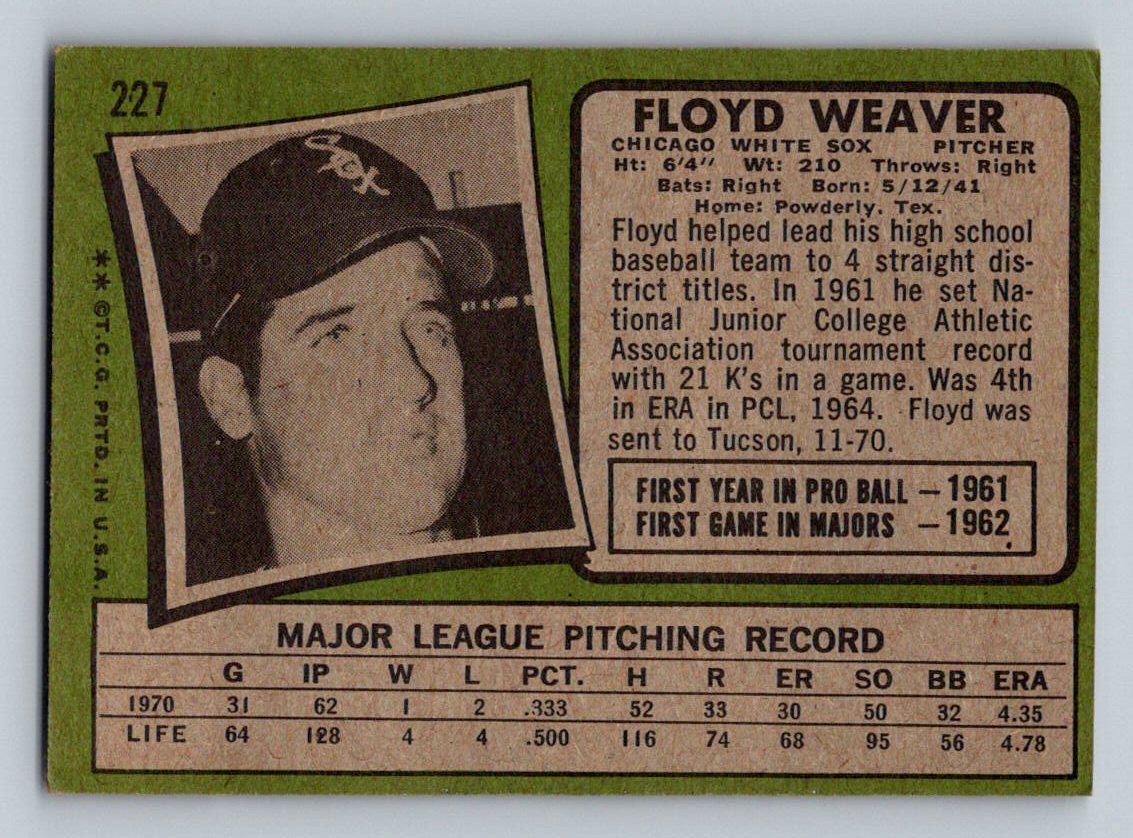 227
Sox
** ©T.C.G. PRTD. IN U.S.A.
FLOYD WEAVER
CHICAGO WHITE SOX PITCHER
Ht: 6'4" Wt: 210 Throws: Right
Bats: Right Born: 5/12/41
Home: Powderly, Tex.
Floyd helped lead his high school
baseball team to 4 straight dis-
trict titles. In 1961 he set Na-
tional Junior College Athletic
Association tournament record
with 21 K's in a game. Was 4th
in ERA in PCL, 1964. Floyd was
sent to Tucson, 11-70.
FIRST YEAR IN PRO BALL — 1961
FIRST GAME IN MAJORS — 1962
MAJOR LEAGUE PITCHING RECORD
G IP W L PCT. H R ER SO BB ERA
1970 31 62 1 2 .333 52 33 30 50 32 4.35
LIFE 64 128 4 4 .500 116 74 68 95 56 4.78